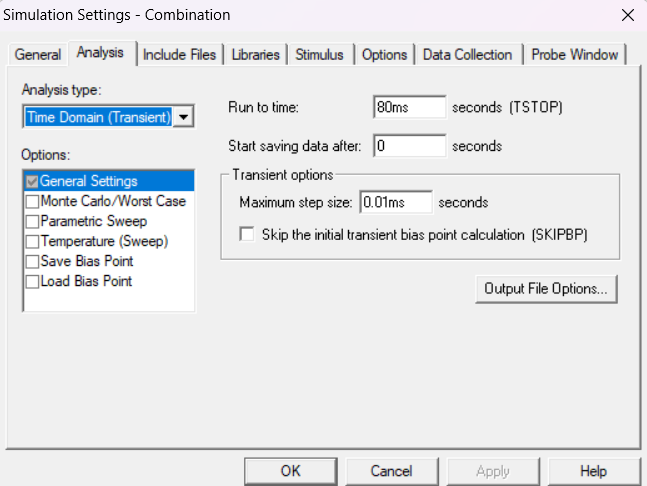 Simulation Settings - Combination
General Analysis Include Files Libraries Stimulus Options Data Collection Probe Window
Analysis type:
Time Domain (Transient)
Options:
General Settings
Monte Carlo/Worst Case
Parametric Sweep
Temperature (Sweep)
Save Bias Point
Load Bias Point
Run to time: 80ms seconds (TSTOP)
Start saving data after: 0 seconds
Transient options
Maximum step size: 0.01ms seconds
Skip the initial transient bias point calculation (SKIPBP)
Output File Options...
OK Cancel Apply Help